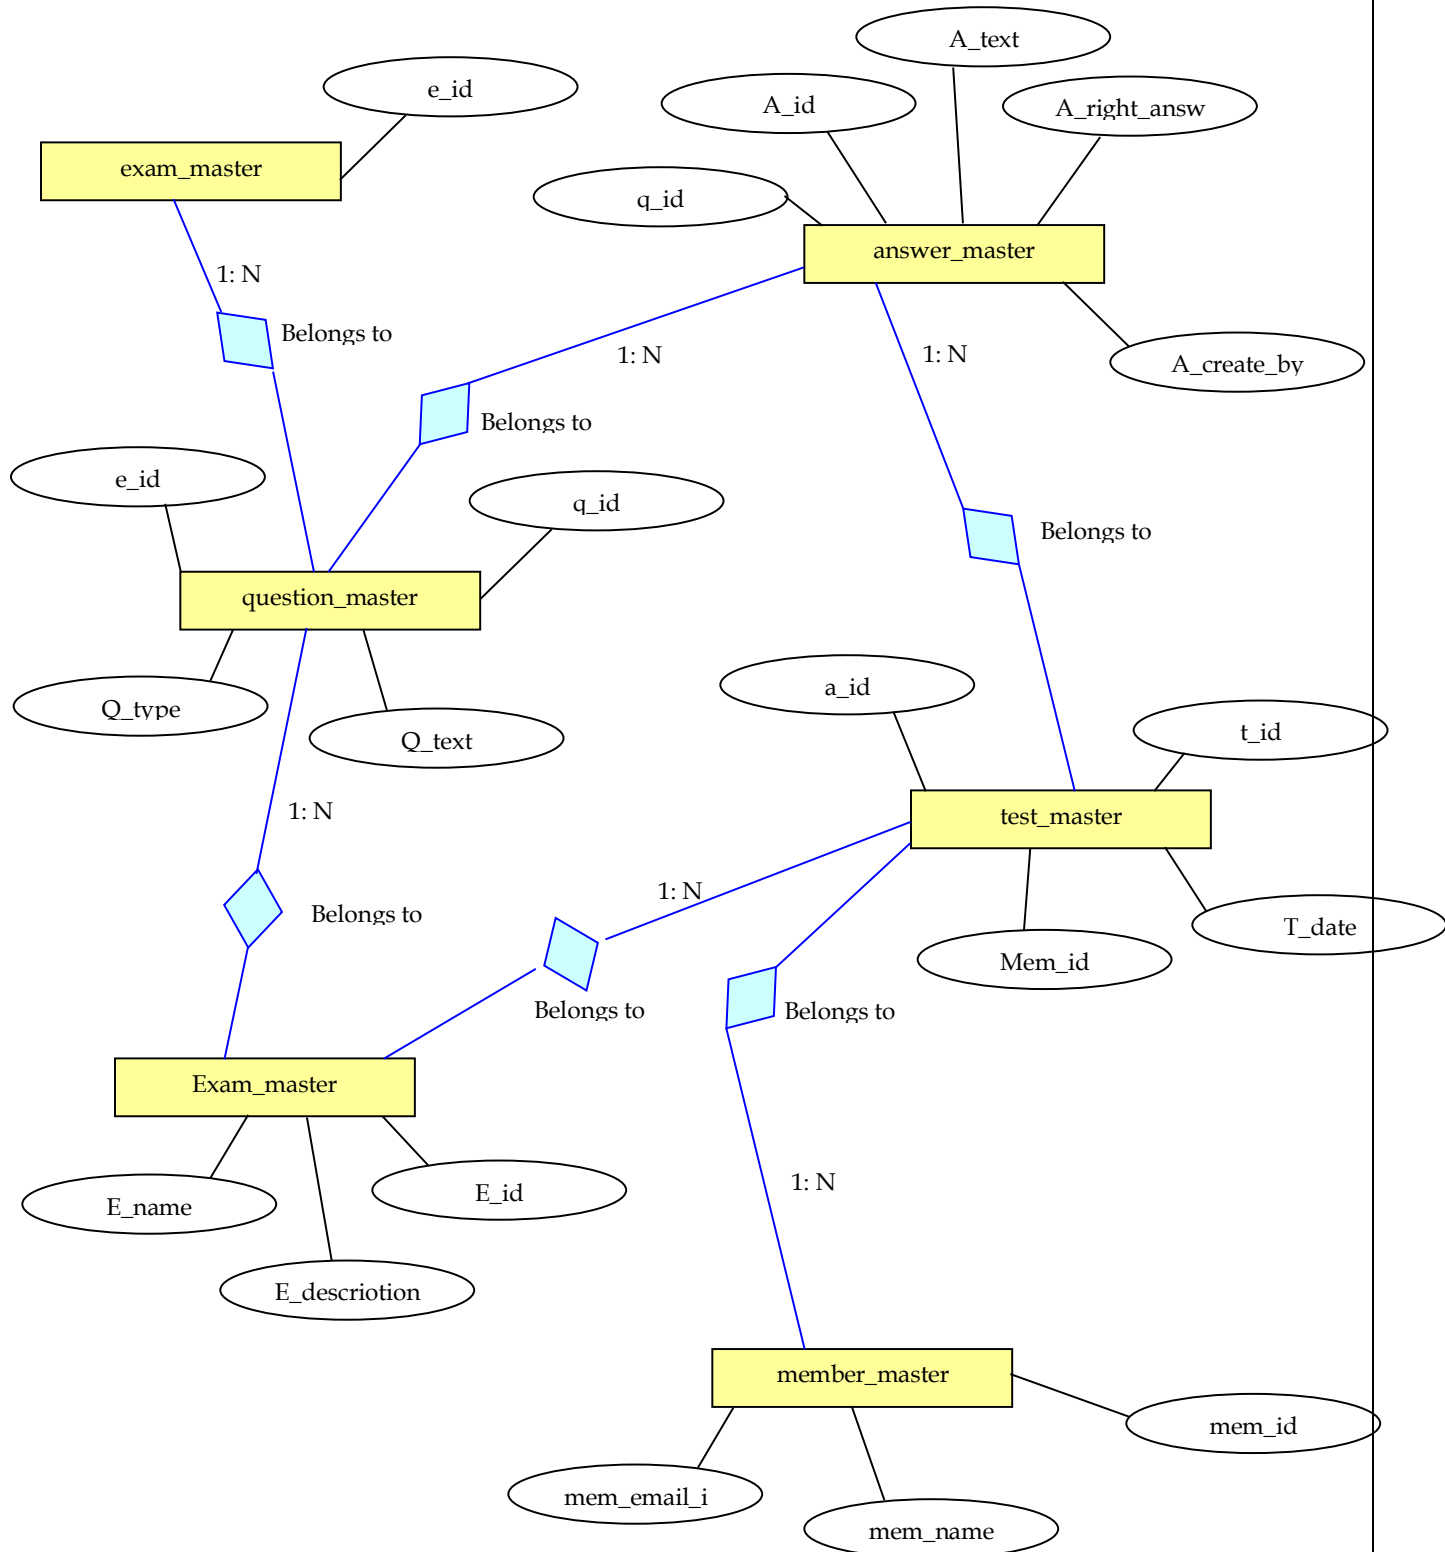 A_text
e_id
A_id
A_right_answ
exam_master
q_id
answer_master
1: N
Belongs to
1: N
1: N
A_create_by
Belongs to
e_id
q_id
Belongs to
question_master
a_id
Q_type
Q_text
t_id
1: N
test_master
1: N
Belongs to
T_date
Mem_id
Belongs to
Belongs to
Exam_master
E_name
E_id
1: N
E_descriotion
member_master
mem_id
mem_email_i
mem_name